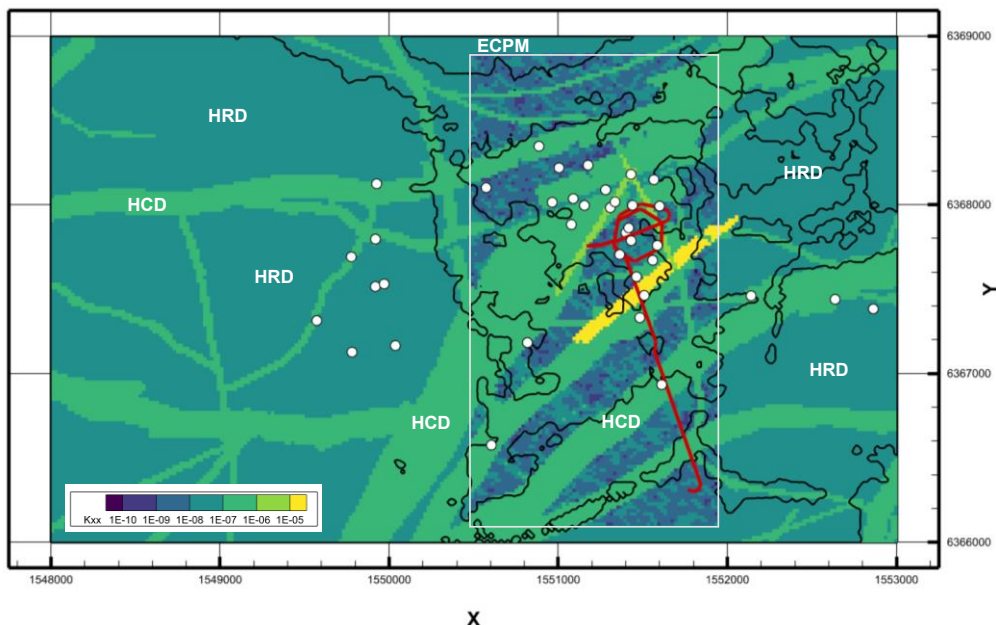 ECPM
6369000
HRD
HRD
HCD
6368000
HRD
Y
HRD
6367000
HCD
HCD
Kxx 1E-10 1E-09 1E-08 1E-07 1E-06 1E-05
6366000
1548000 1549000 1550000 1551000 1552000 1553000
X